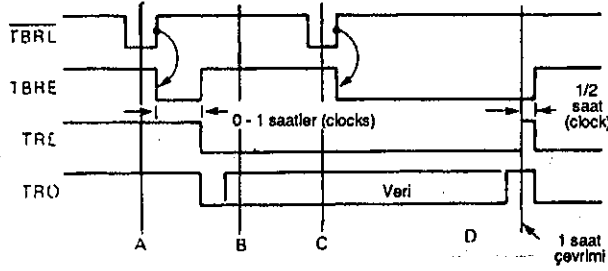 TBRL
TBRE
1/2
saat
(clock)
0 - 1 saatler (clocks)
TRE
TRO
Veri
A
B
C
D
1 saat
çevrimi